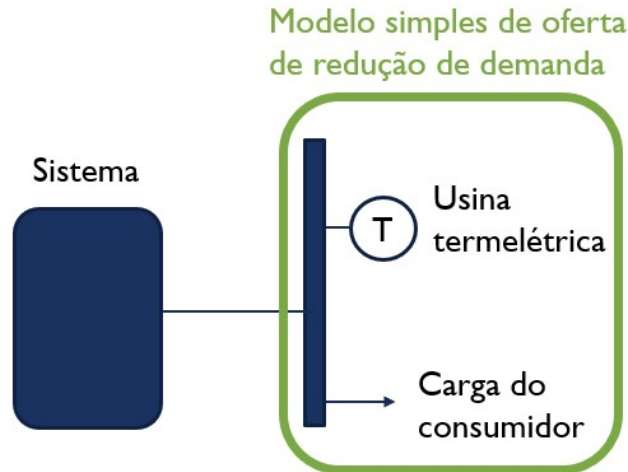 Modelo simples de oferta
de redução de demanda
Sistema
T
Usina
termelétrica
Carga do
consumidor